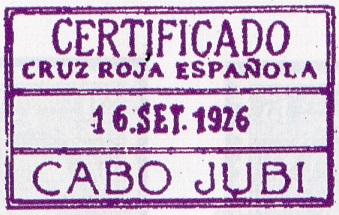 CERTIFICADO
CRUZ ROJA ESPAÑOLA
16.SET.1926
CABO JUBI